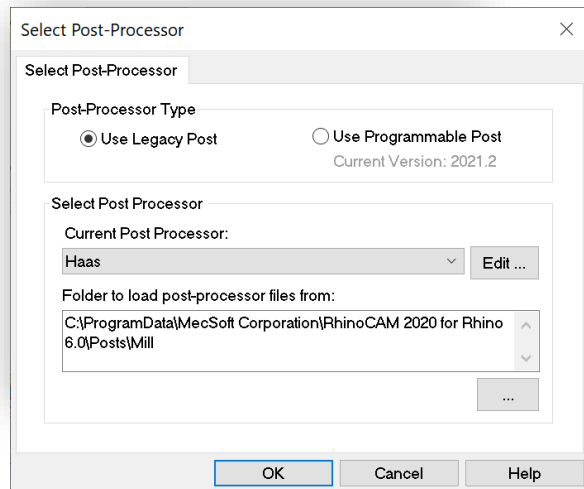 Select Post-Processor
Select Post-Processor
Post-Processor Type
Use Legacy Post
Use Programmable Post
Current Version: 2021.2
Select Post Processor
Current Post Processor:
Haas
Edit ...
Folder to load post-processor files from:
C:\ProgramData\MecSoft Corporation\RhinoCAM 2020 for Rhino
6.0\Posts\Mill
...
OK Cancel Help